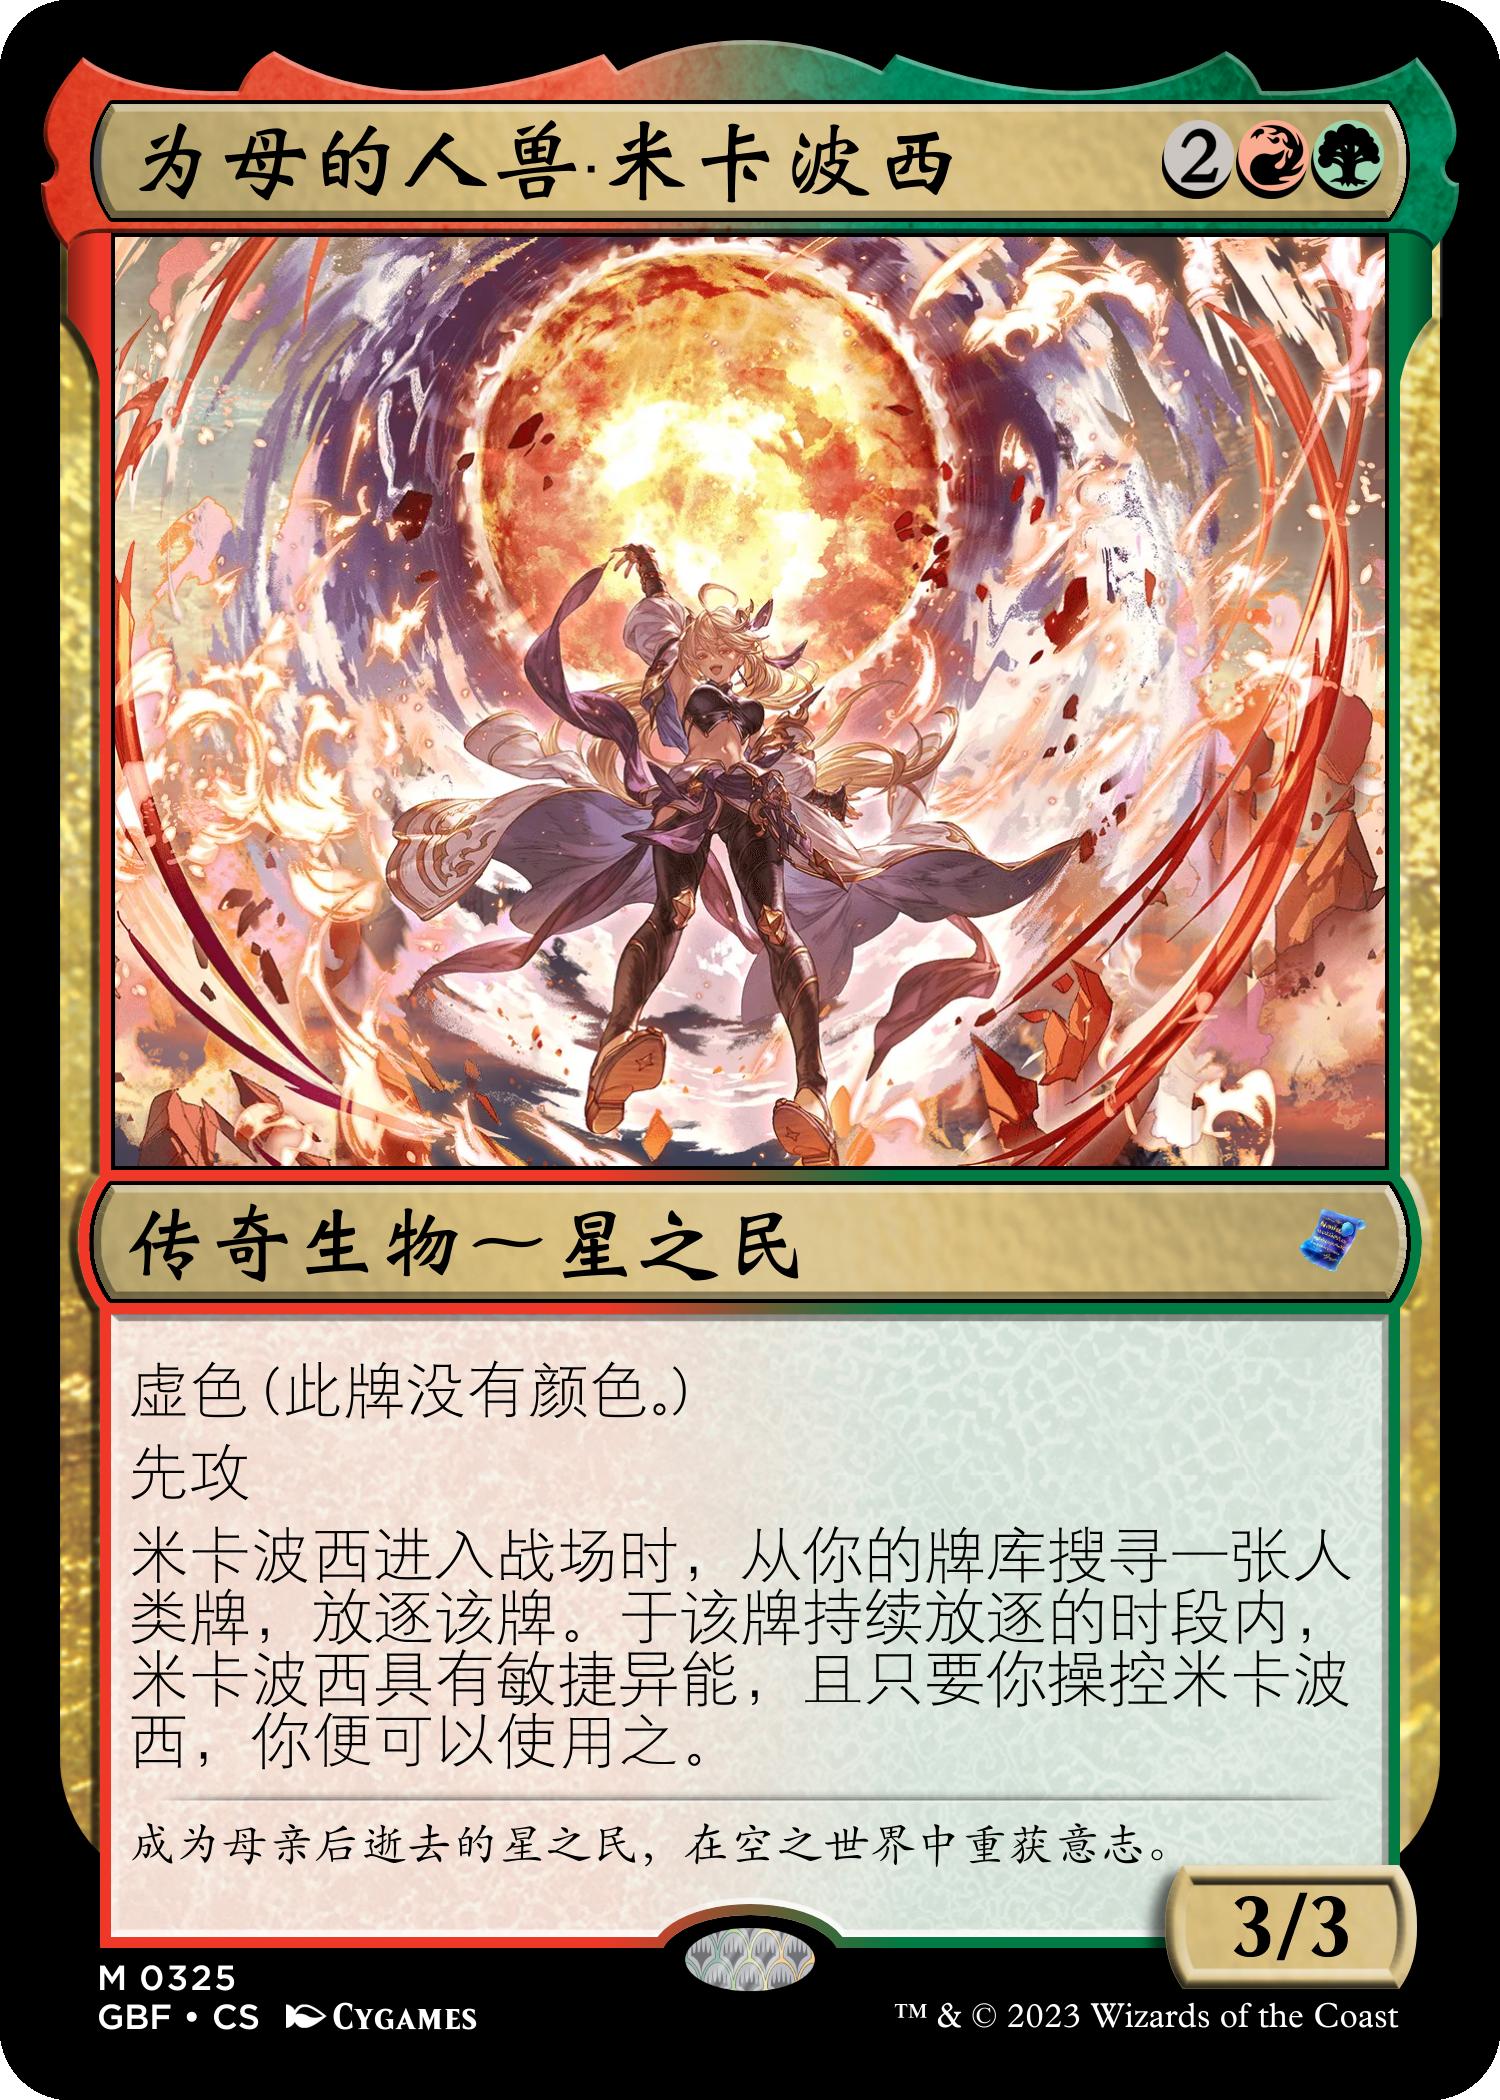 为母的人兽·米卡波西
2
传奇生物～星之民
虚色(此牌没有颜色。)
先攻
米卡波西进入战场时，从你的牌库搜寻一张人
类牌，放逐该牌。于该牌持续放逐的时段内，
米卡波西具有敏捷异能，且只要你操控米卡波
西，你便可以使用之。
成为母亲后逝去的星之民，在空之世界中重获意志。
3/3
M 0325
GBF • CS CYGAMES
™ & © 2023 Wizards of the Coast